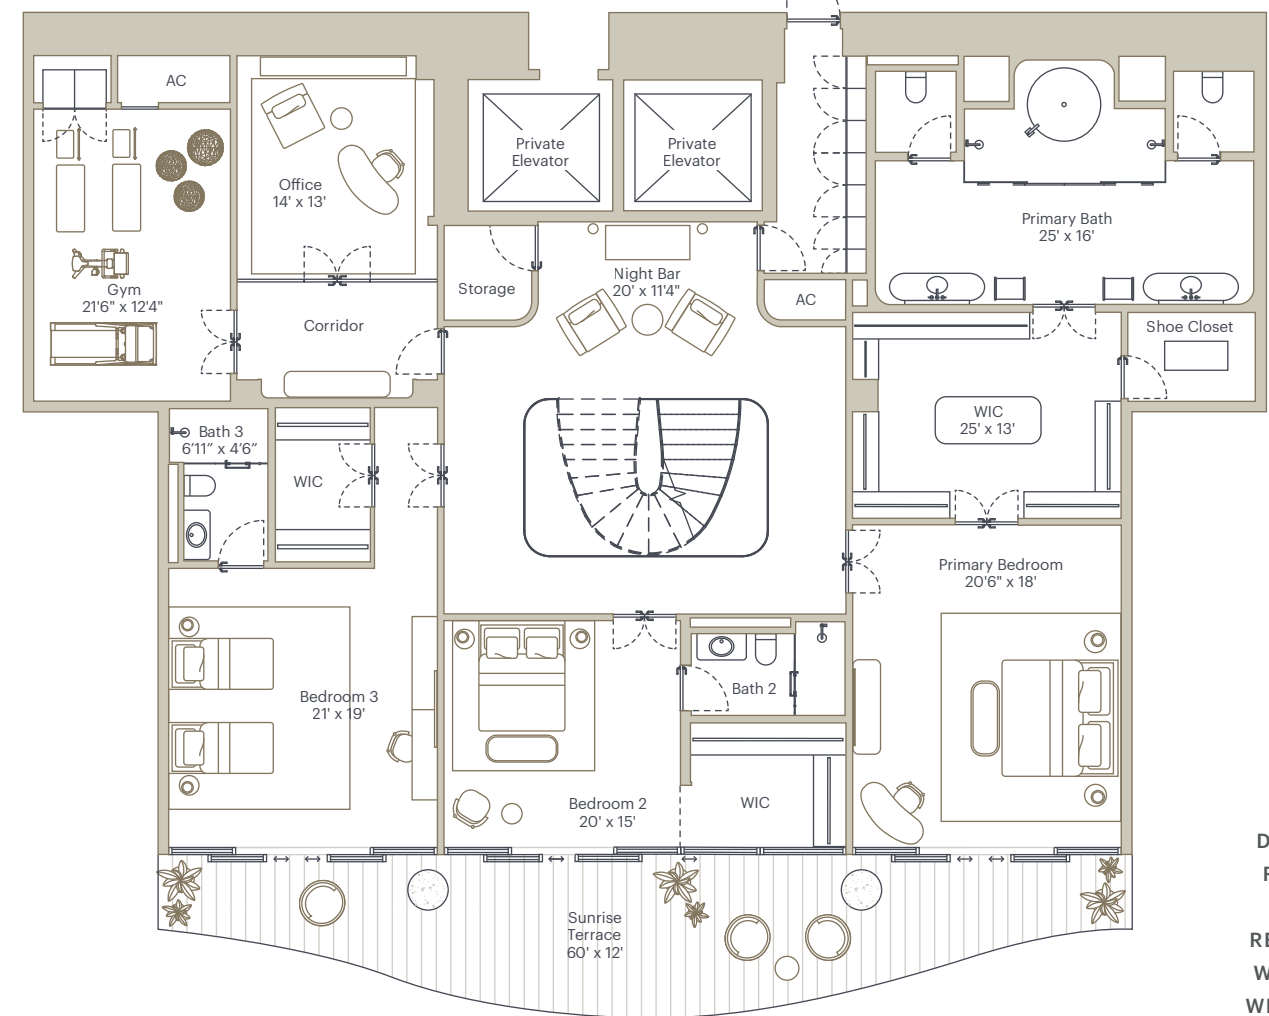 AC
Private
Elevator
Private
Elevator
Office
14' x 13'
Primary Bath
25' x 16'
Gym
21'6" x 12'4"
Storage
Night Bar
20' x 11'4"
AC
Corridor
Shoe Closet
Bath 3
6'11" x 4'6"
WIC
25' x 13'
WIC
Primary Bedroom
20'6" x 18'
Bedroom 3
21' x 19'
Bath 2
Bedroom 2
20' x 15'
WIC
Sunrise
Terrace
60' x 12'